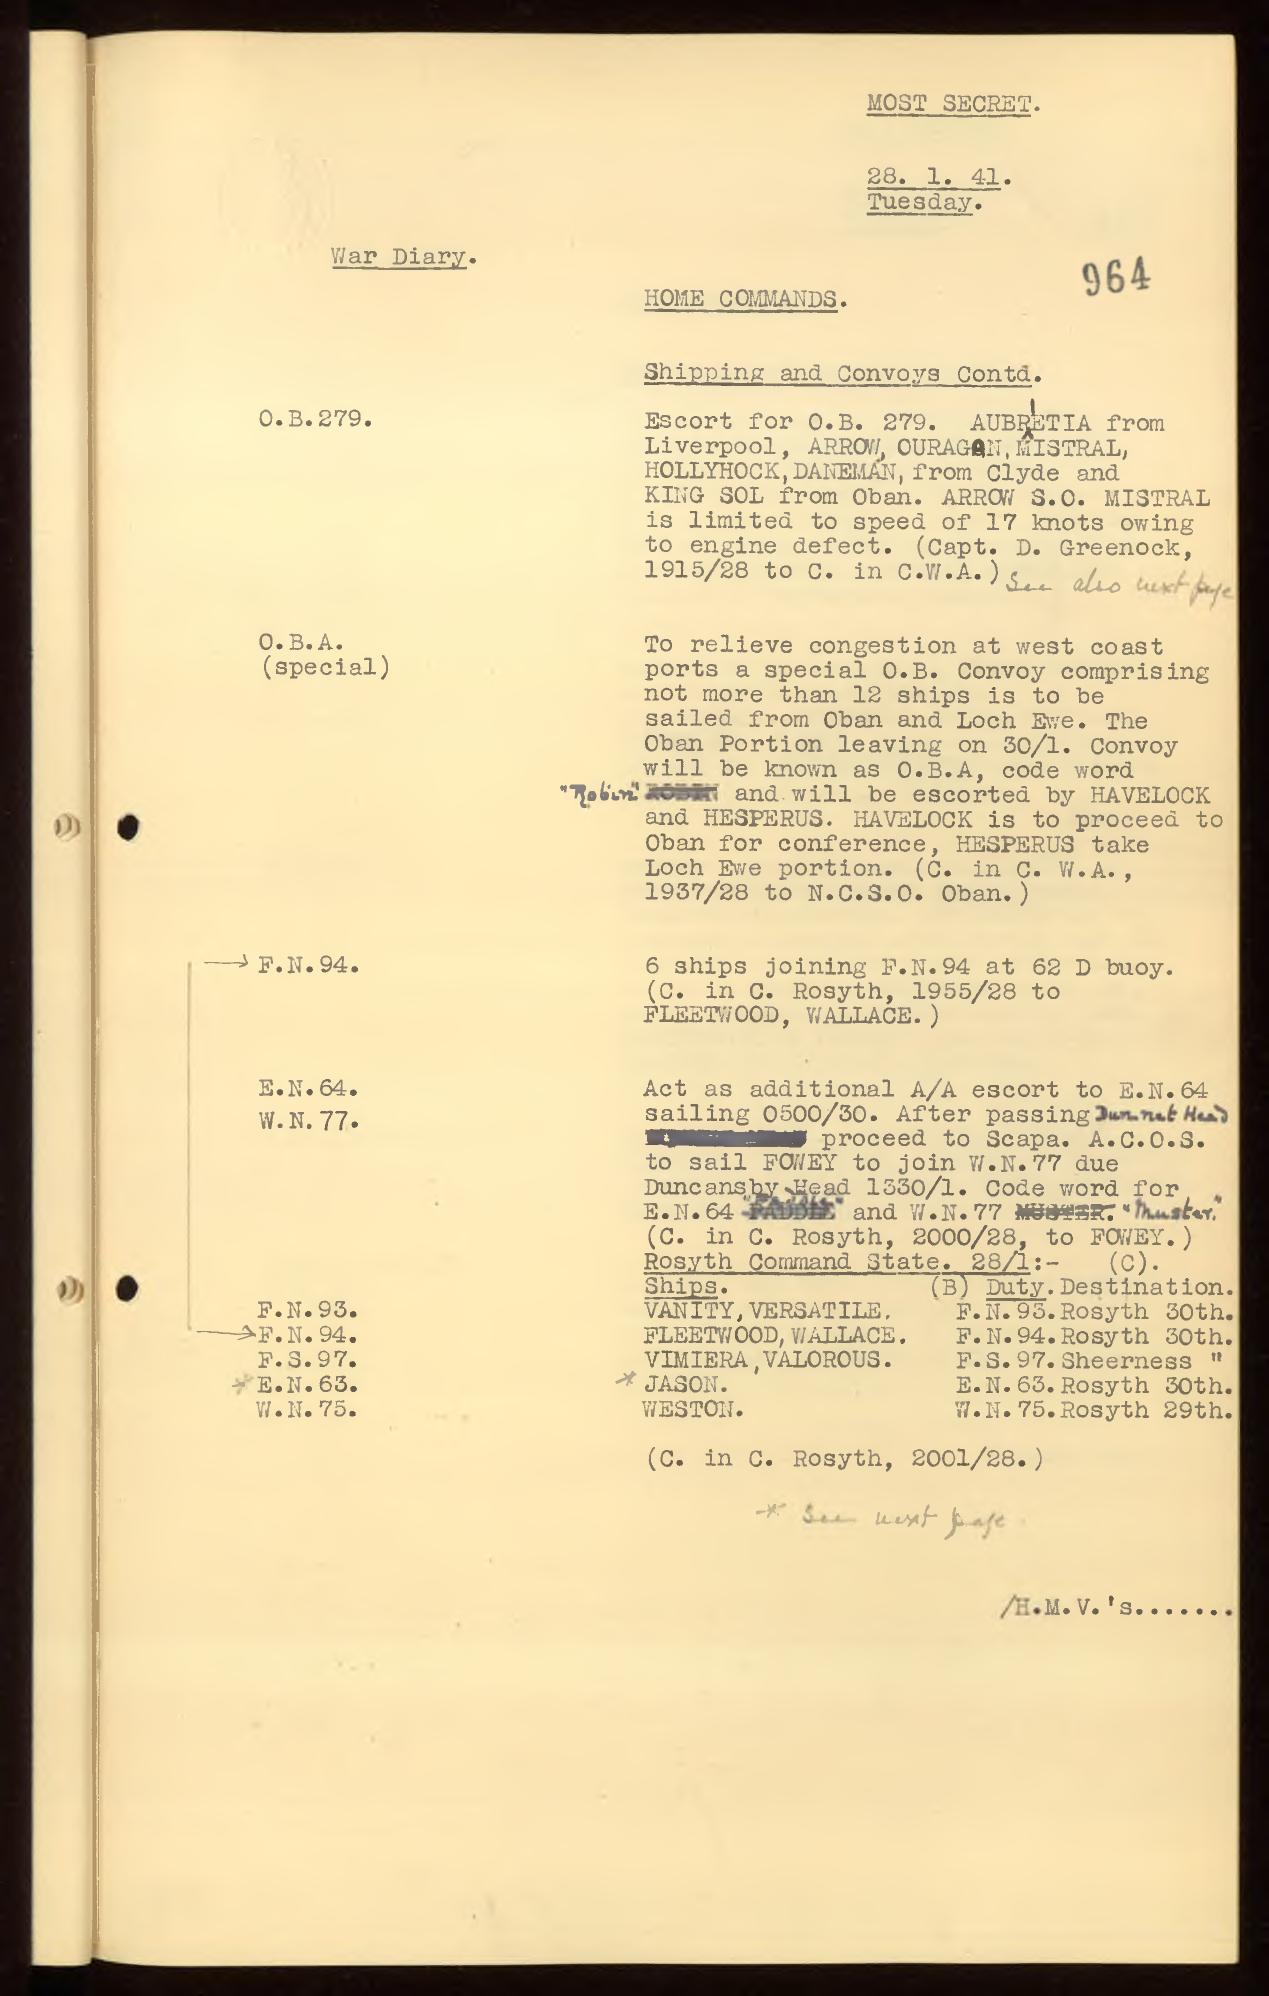 MOST SECRET.
28. 1. 41.
Tuesday.
War Diary.
964
HOME COMMANDS.
Shipping and Convoys Contd.
O.B.279. Escort for O.B. 279. AUBRIETIA from
Liverpool, ARROW, OURAGAN, MISTRAL,
HOLLYHOCK, DANEMAN, from Clyde and
KING SOL from Oban. ARROW S.O. MISTRAL
is limited to speed of 17 knots owing
to engine defect. (Capt. D. Greenock,
1915/28 to C. in C.W.A.) See also next page
O.B.A. To relieve congestion at west coast
(special) ports a special O.B. Convoy comprising
not more than 12 ships is to be
sailed from Oban and Loch Ewe. The
Oban Portion leaving on 30/1. Convoy
will be known as O.B.A, code word
"Robin" ROBIN and will be escorted by HAVELOCK
and HESPERUS. HAVELOCK is to proceed to
Oban for conference, HESPERUS take
Loch Ewe portion. (C. in C. W.A.,
1937/28 to N.C.S.O. Oban.)
F.N.94. 6 ships joining F.N.94 at 62 D buoy.
(C. in C. Rosyth, 1955/28 to
FLEETWOOD, WALLACE.)
E.N.64. Act as additional A/A escort to E.N.64
W.N.77. sailing 0500/30. After passing Dunnet Head
proceed to Scapa. A.C.O.S.
to sail FOWEY to join W.N.77 due
Duncansby Head 1330/1. Code word for
E.N.64 "Paddle" PADDLE and W.N.77 MUSTER. "Muster."
(C. in C. Rosyth, 2000/28, to FOWEY.)
Rosyth Command State. 28/1:- (C).
Ships. (B) Duty. Destination.
F.N.93. VANITY, VERSATILE. F.N.93. Rosyth 30th.
F.N.94. FLEETWOOD, WALLACE. F.N.94. Rosyth 30th.
F.S.97. VIMIERA, VALOROUS. F.S.97. Sheerness "
* E.N.63. * JASON. E.N.63. Rosyth 30th.
W.N.75. WESTON. W.N.75. Rosyth 29th.
(C. in C. Rosyth, 2001/28.)
* See next page
/H.M.V.'s.......